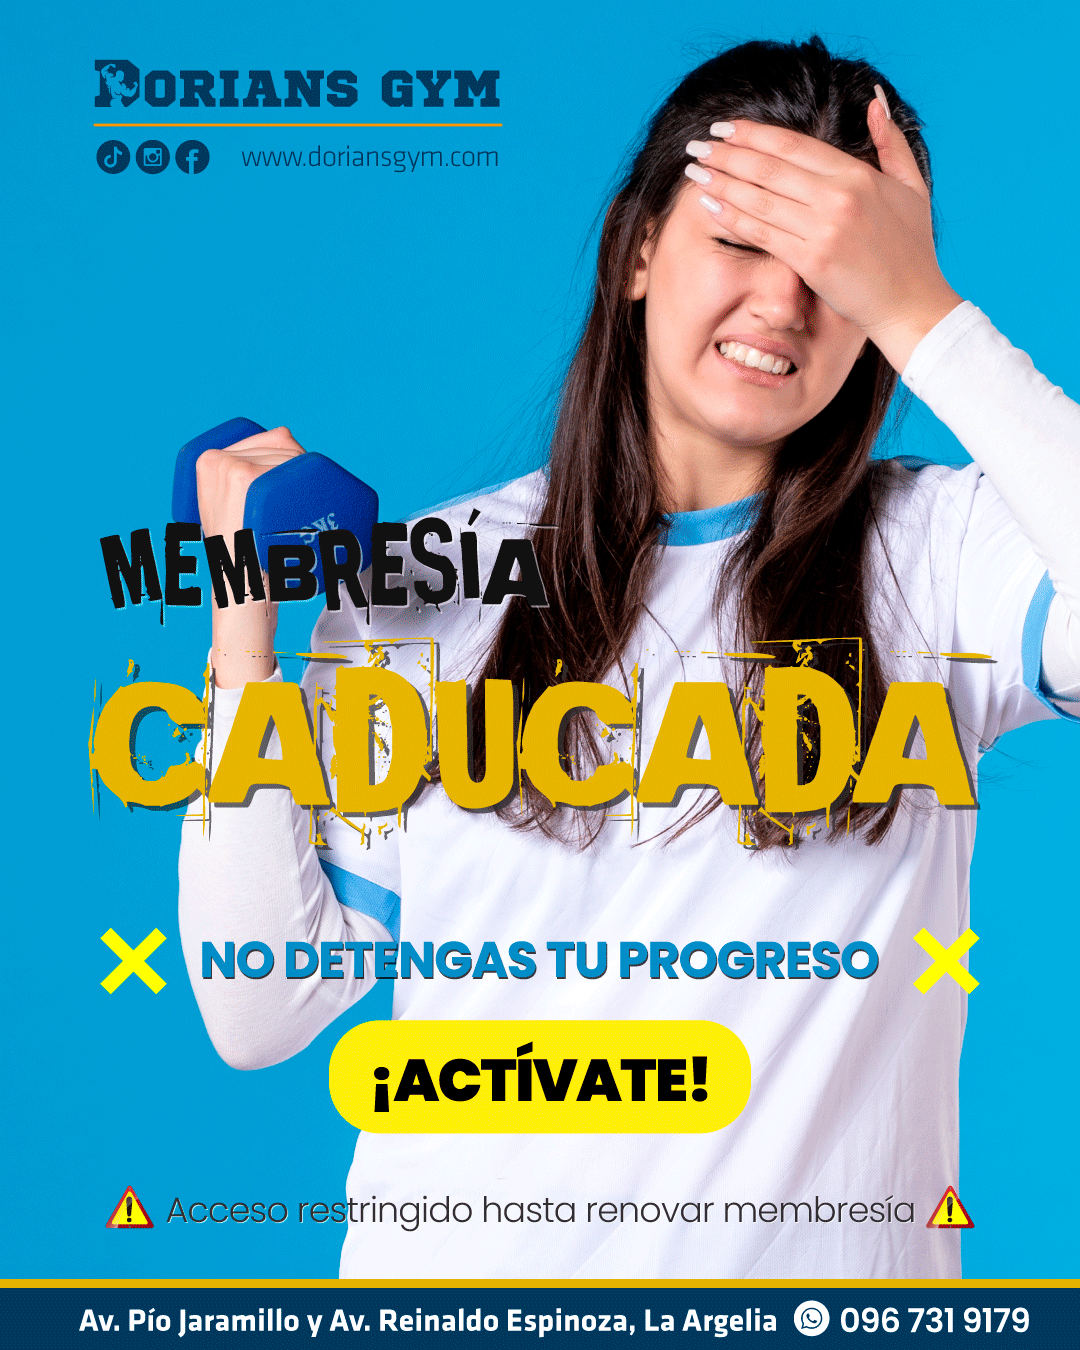 DORIANS GYM
www.doriansgym.com
3KG
MEMBRESÍA
CADUCADA
NO DETENGAS TU PROGRESO
¡ACTÍVATE!
Acceso restringido hasta renovar membresía
Av. Pío Jaramillo y Av. Reinaldo Espinoza, La Argelia 096 731 9179